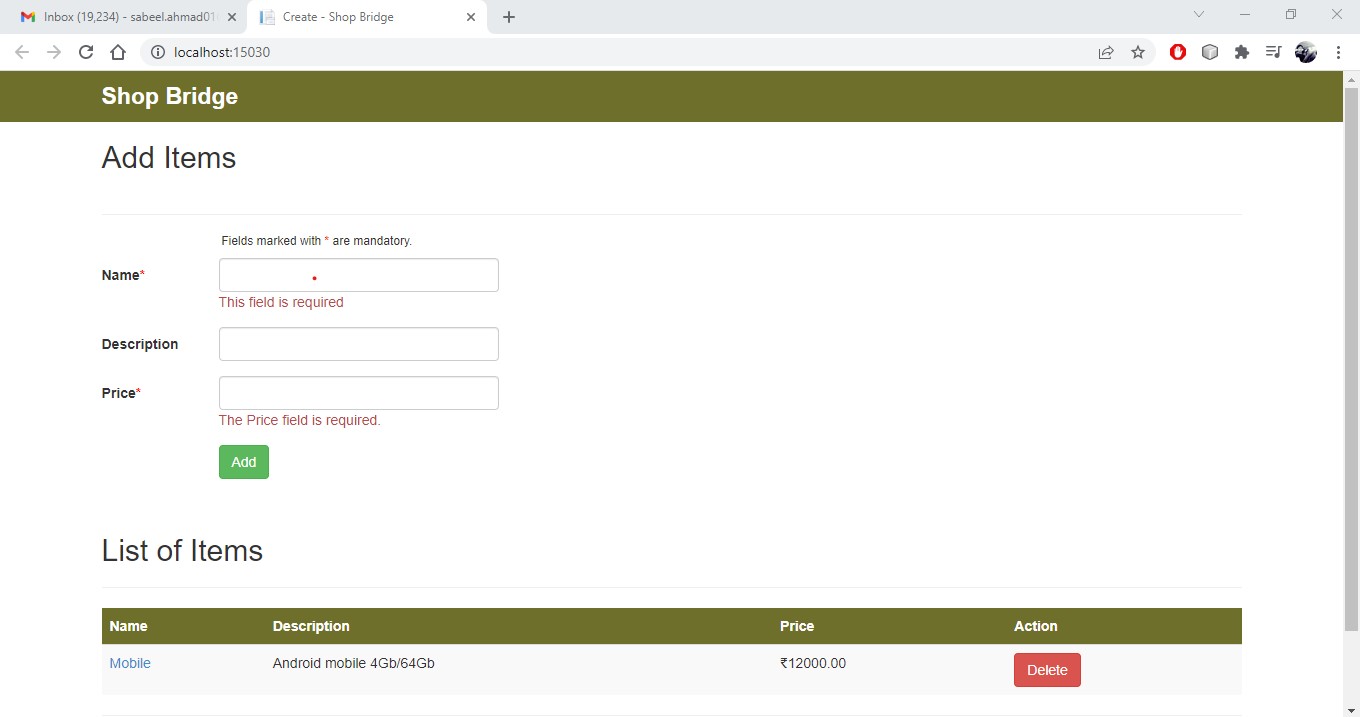 Inbox (19,234) - sabeel.ahmad01
Create - Shop Bridge
localhost:15030
Shop Bridge
Add Items
Fields marked with * are mandatory.
Name*
This field is required
Description
Price*
The Price field is required.
Add
List of Items
Name Description Price Action
Mobile Android mobile 4Gb/64Gb ₹12000.00 Delete